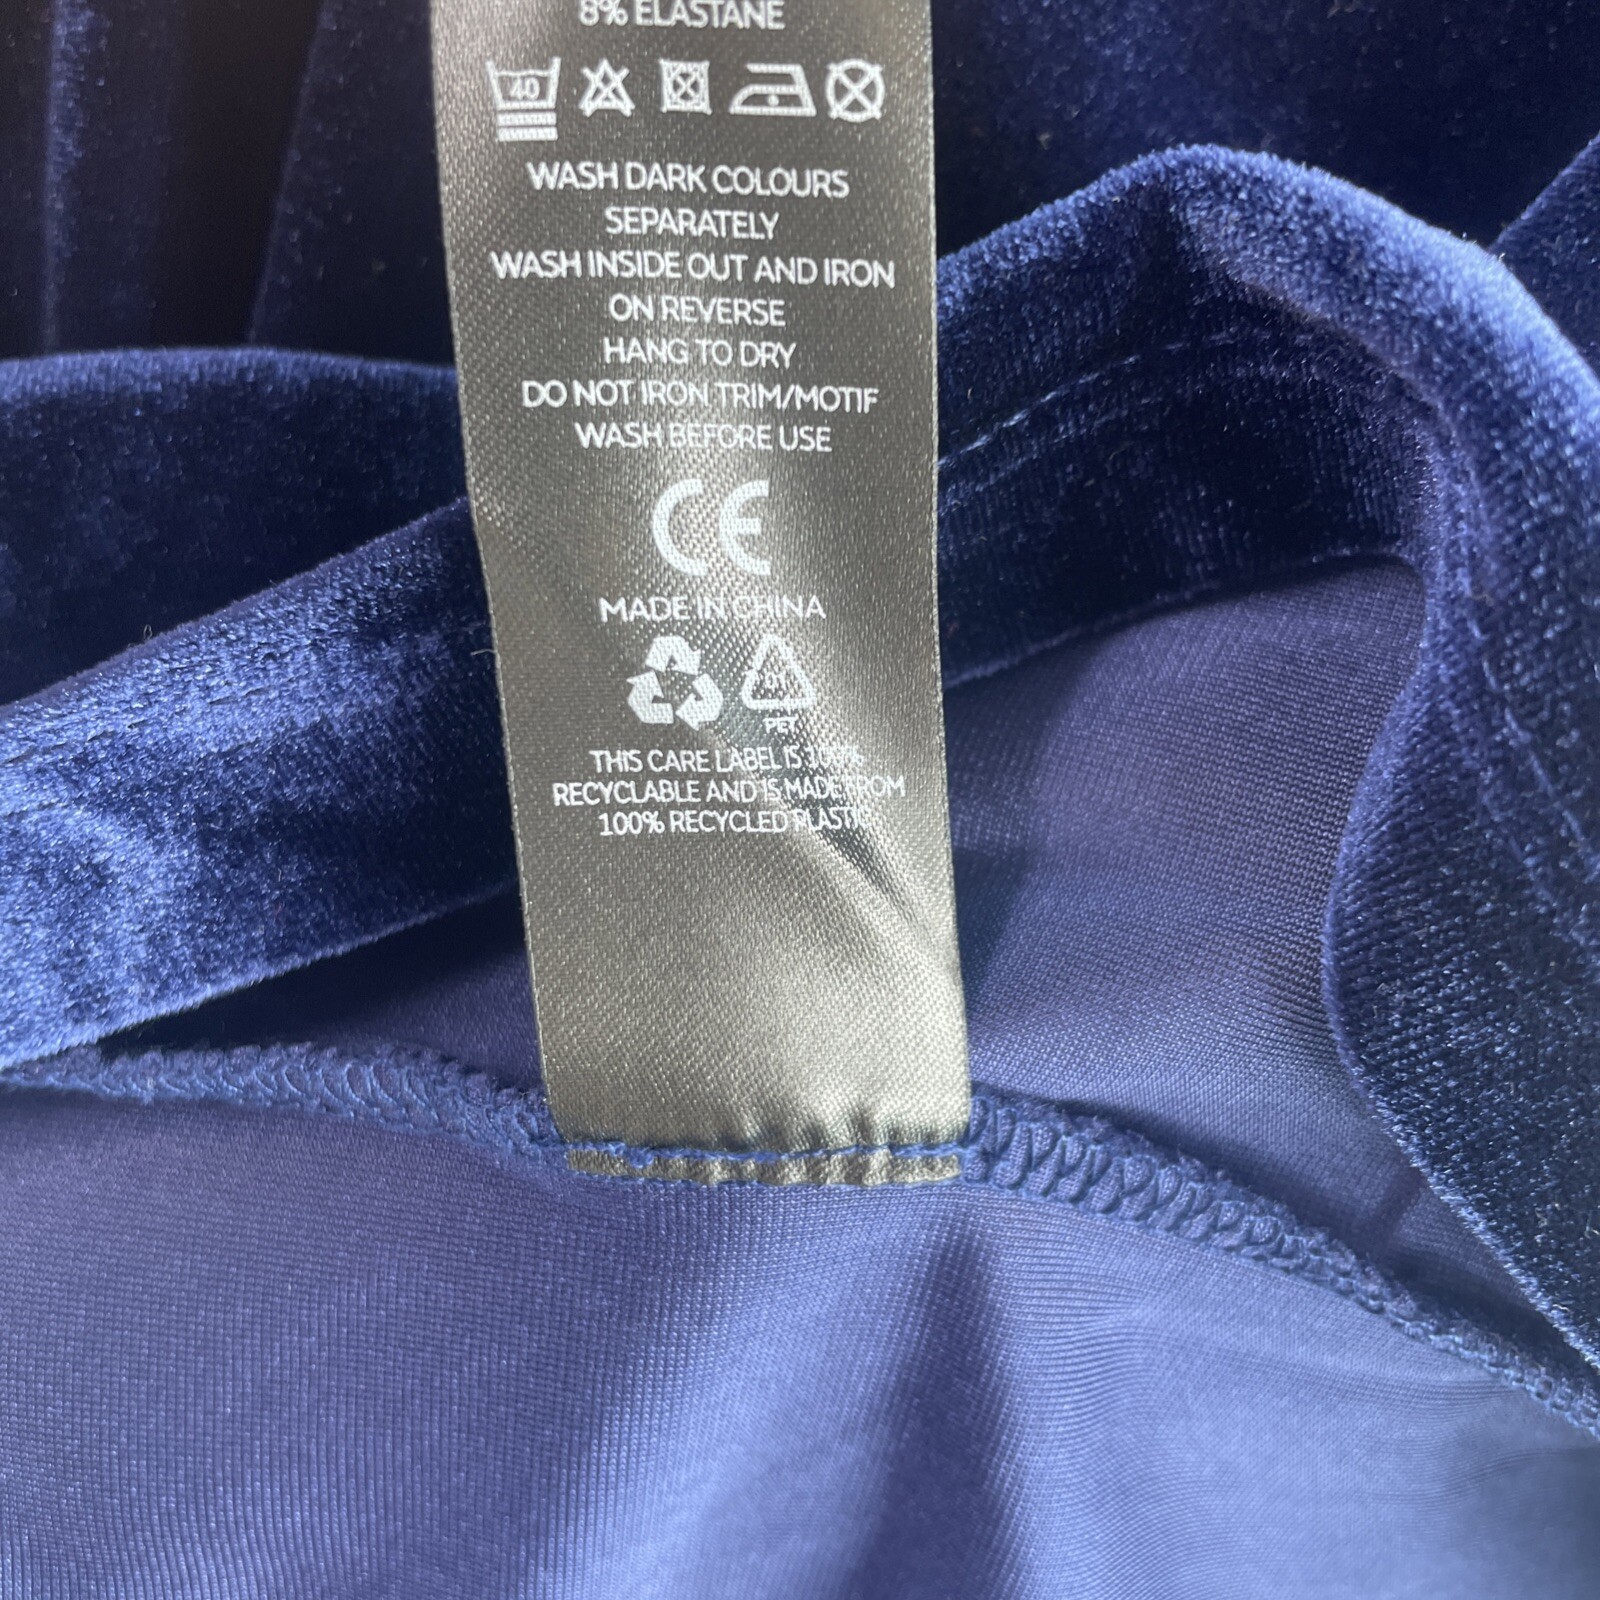 8% ELASTANE
40
WASH DARK COLOURS
SEPARATELY
WASH INSIDE OUT AND IRON
ON REVERSE
HANG TO DRY
DO NOT IRON TRIM/MOTIF
WASH BEFORE USE
CE
MADE IN CHINA
01
PET
THIS CARE LABEL IS 100%
RECYCLABLE AND IS MADE FROM
100% RECYCLED PLASTIC